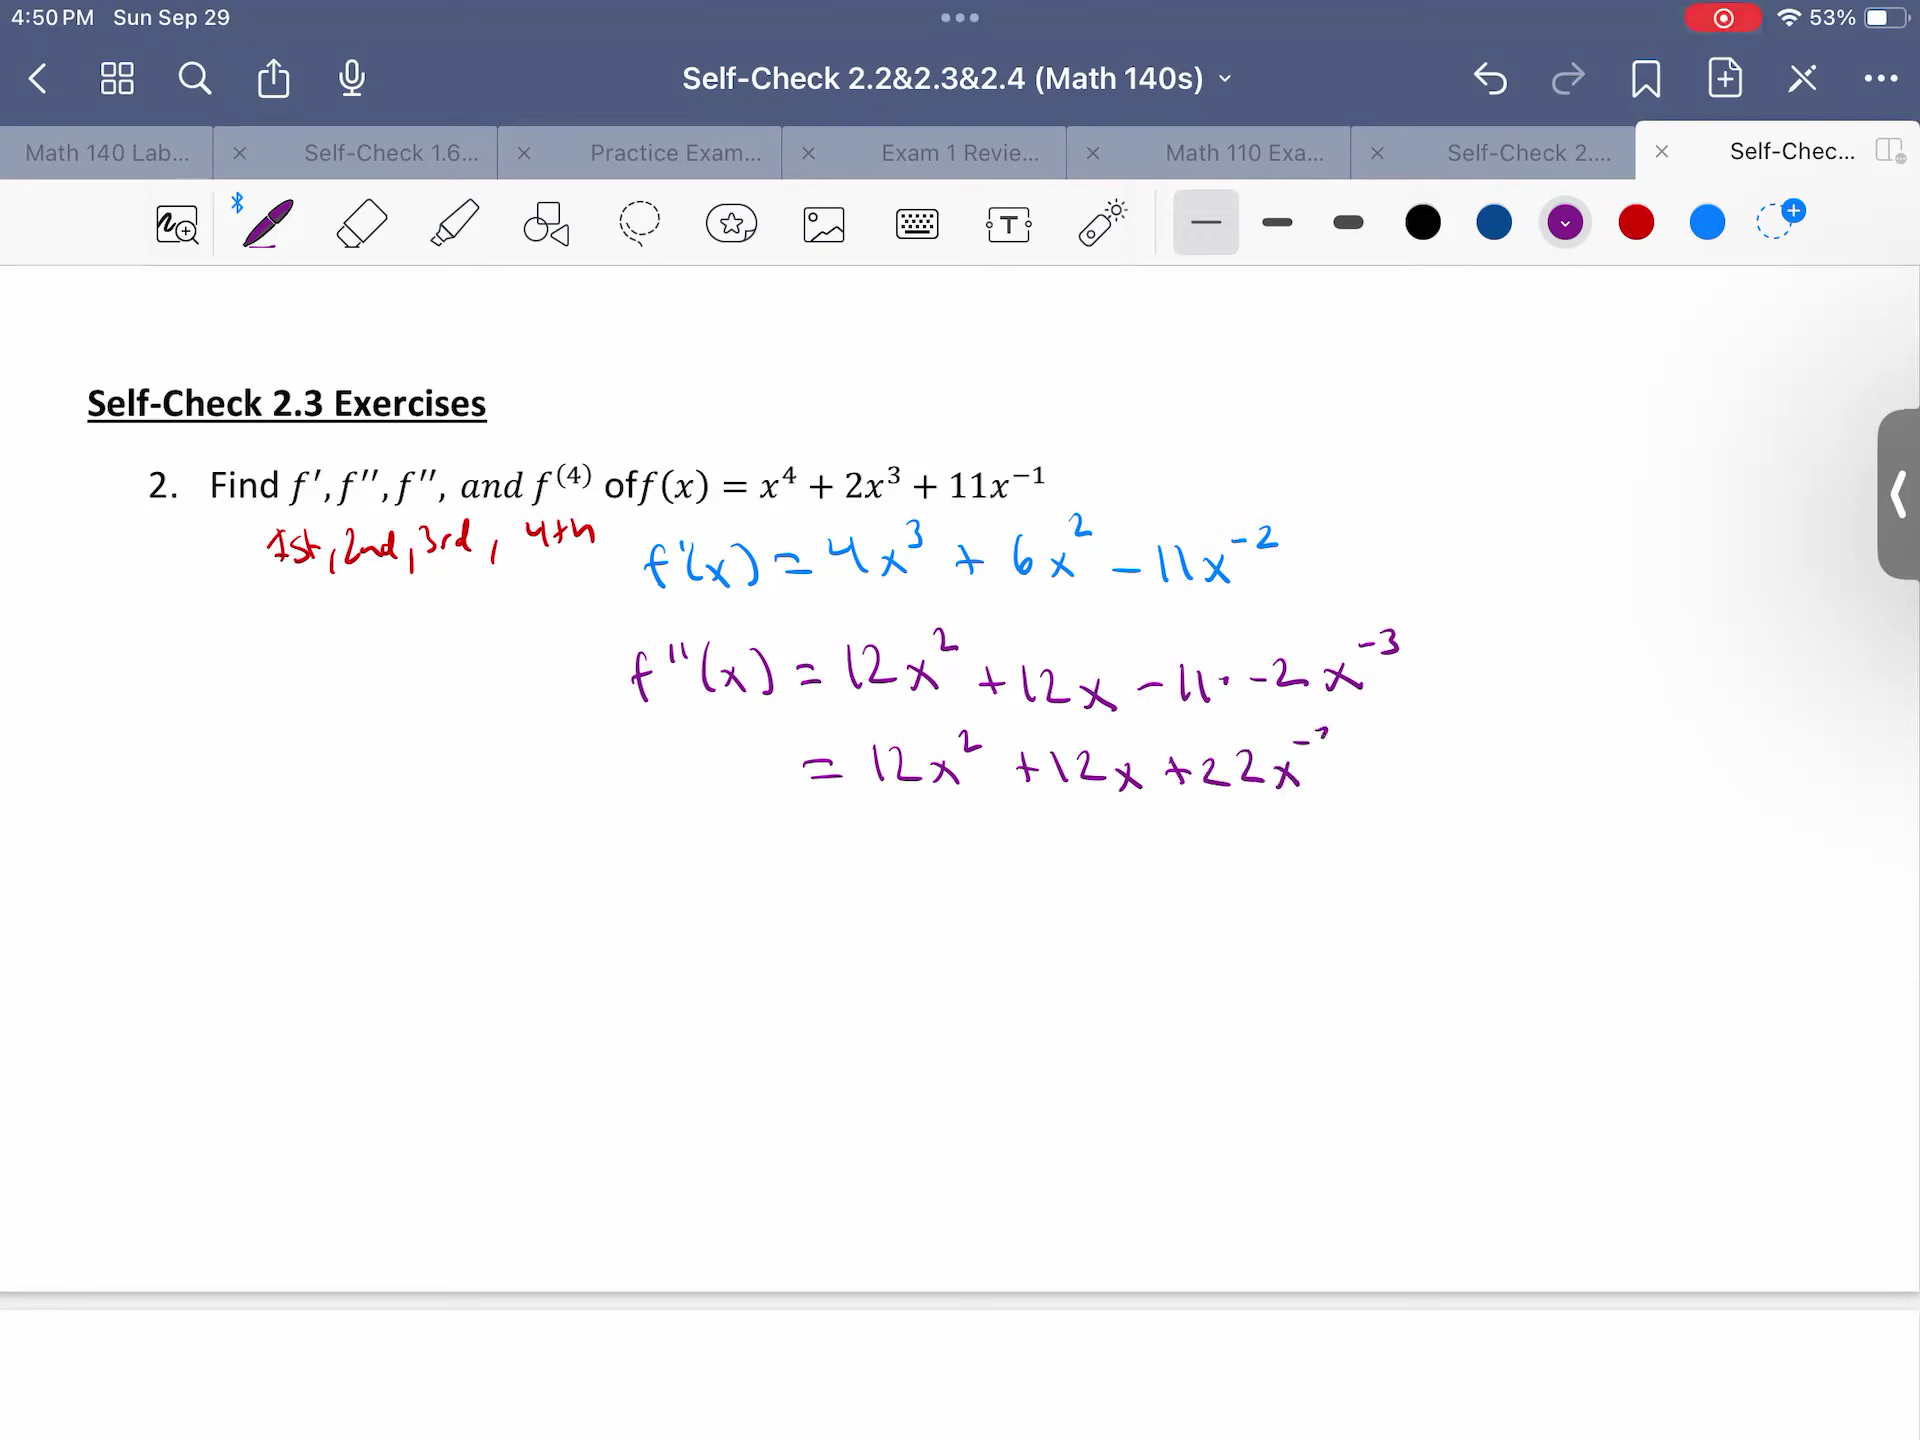 4:50 PM Sun Sep 29
53%
Self-Check 2.2&2.3&2.4 (Math 140s)
Math 140 Lab... Self-Check 1.6... Practice Exam... Exam 1 Revie... Math 110 Exa... Self-Check 2.... Self-Chec...
Self-Check 2.3 Exercises
2. Find f′, f′′, f′′, and f⁽⁴⁾ of f(x) = x⁴ + 2x³ + 11x⁻¹
1st, 2nd, 3rd, 4th
f'(x) = 4x³ + 6x² − 11x⁻²
f''(x) = 12x² + 12x − 11 · −2x⁻³
= 12x² + 12x + 22x⁻